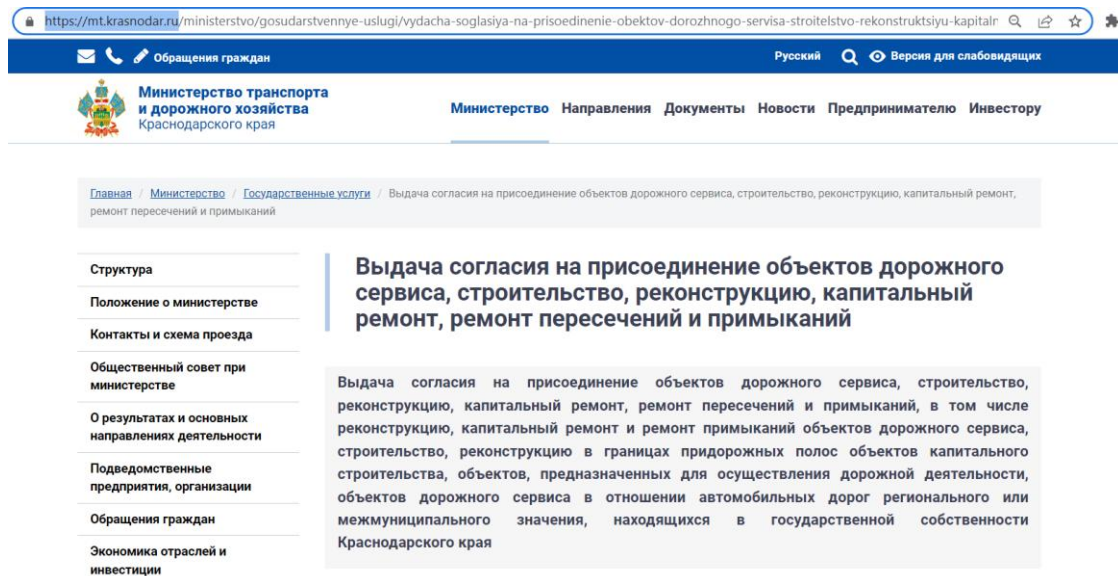 https://mt.krasnodar.ru/ministerstvo/gosudarstvennye-uslugi/vydacha-soglasiya-na-prisoedinenie-obektov-dorozhnogo-servisa-stroitelstvo-rekonstruktsiyu-kapitaln
Обращения граждан
Русский
Версия для слабовидящих
Министерство транспорта
и дорожного хозяйства
Краснодарского края
Министерство Направления Документы Новости Предпринимателю Инвестору
Главная / Министерство / Государственные услуги / Выдача согласия на присоединение объектов дорожного сервиса, строительство, реконструкцию, капитальный ремонт,
ремонт пересечений и примыканий
Структура
Положение о министерстве
Контакты и схема проезда
Общественный совет при
министерстве
О результатах и основных
направлениях деятельности
Подведомственные
предприятия, организации
Обращения граждан
Экономика отраслей и
инвестиции
Выдача согласия на присоединение объектов дорожного
сервиса, строительство, реконструкцию, капитальный
ремонт, ремонт пересечений и примыканий
Выдача согласия на присоединение объектов дорожного сервиса, строительство,
реконструкцию, капитальный ремонт, ремонт пересечений и примыканий, в том числе
реконструкцию, капитальный ремонт и ремонт примыканий объектов дорожного сервиса,
строительство, реконструкцию в границах придорожных полос объектов капитального
строительства, объектов, предназначенных для осуществления дорожной деятельности,
объектов дорожного сервиса в отношении автомобильных дорог регионального или
межмуниципального значения, находящихся в государственной собственности
Краснодарского края